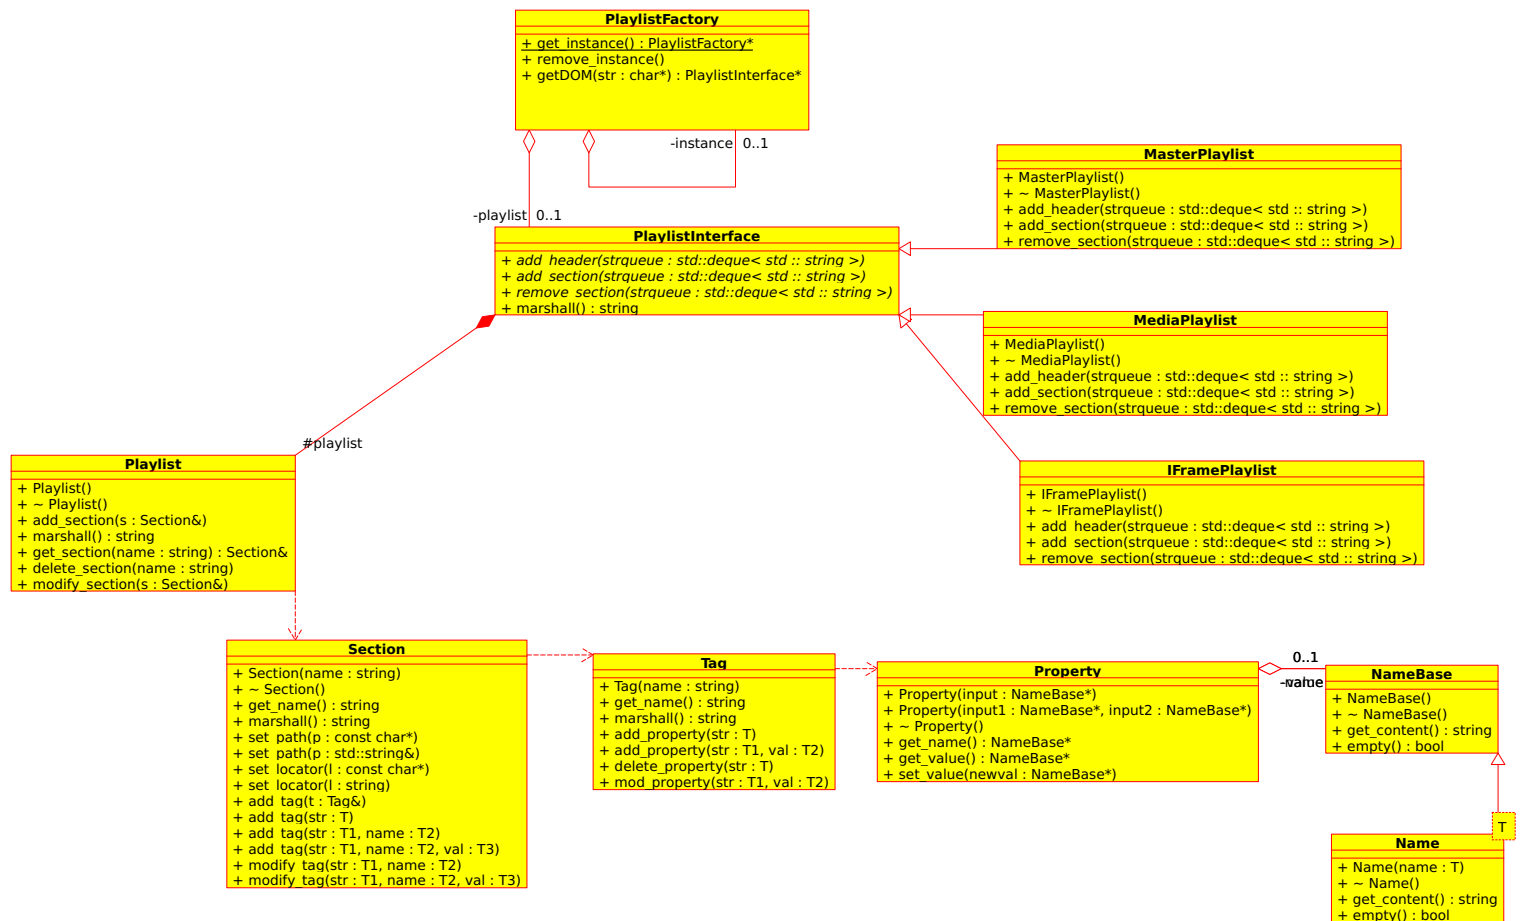 PlaylistFactory
+ get_instance() : PlaylistFactory*
+ remove_instance()
+ getDOM(str : char*) : PlaylistInterface*
-instance 0..1
-playlist 0..1
MasterPlaylist
+ MasterPlaylist()
+ ~ MasterPlaylist()
+ add_header(strqueue : std::deque< std :: string >)
+ add_section(strqueue : std::deque< std :: string >)
+ remove_section(strqueue : std::deque< std :: string >)
PlaylistInterface
+ add_header(strqueue : std::deque< std :: string >)
+ add_section(strqueue : std::deque< std :: string >)
+ remove_section(strqueue : std::deque< std :: string >)
+ marshall() : string
MediaPlaylist
+ MediaPlaylist()
+ ~ MediaPlaylist()
+ add_header(strqueue : std::deque< std :: string >)
+ add_section(strqueue : std::deque< std :: string >)
+ remove_section(strqueue : std::deque< std :: string >)
#playlist
Playlist
+ Playlist()
+ ~ Playlist()
+ add_section(s : Section&)
+ marshall() : string
+ get_section(name : string) : Section&
+ delete_section(name : string)
+ modify_section(s : Section&)
IFramePlaylist
+ IFramePlaylist()
+ ~ IFramePlaylist()
+ add_header(strqueue : std::deque< std :: string >)
+ add_section(strqueue : std::deque< std :: string >)
+ remove_section(strqueue : std::deque< std :: string >)
Section
+ Section(name : string)
+ ~ Section()
+ get_name() : string
+ marshall() : string
+ set_path(p : const char*)
+ set_path(p : std::string&)
+ set_locator(l : const char*)
+ set_locator(l : string)
+ add_tag(t : Tag&)
+ add_tag(str : T)
+ add_tag(str : T1, name : T2)
+ add_tag(str : T1, name : T2, val : T3)
+ modify_tag(str : T1, name : T2)
+ modify_tag(str : T1, name : T2, val : T3)
Tag
+ Tag(name : string)
+ get_name() : string
+ marshall() : string
+ add_property(str : T)
+ add_property(str : T1, val : T2)
+ delete_property(str : T)
+ mod_property(str : T1, val : T2)
Property
+ Property(input : NameBase*)
+ Property(input1 : NameBase*, input2 : NameBase*)
+ ~ Property()
+ get_name() : NameBase*
+ get_value() : NameBase*
+ set_value(newval : NameBase*)
0..1
-value
NameBase
+ NameBase()
+ ~ NameBase()
+ get_content() : string
+ empty() : bool
T
Name
+ Name(name : T)
+ ~ Name()
+ get_content() : string
+ empty() : bool